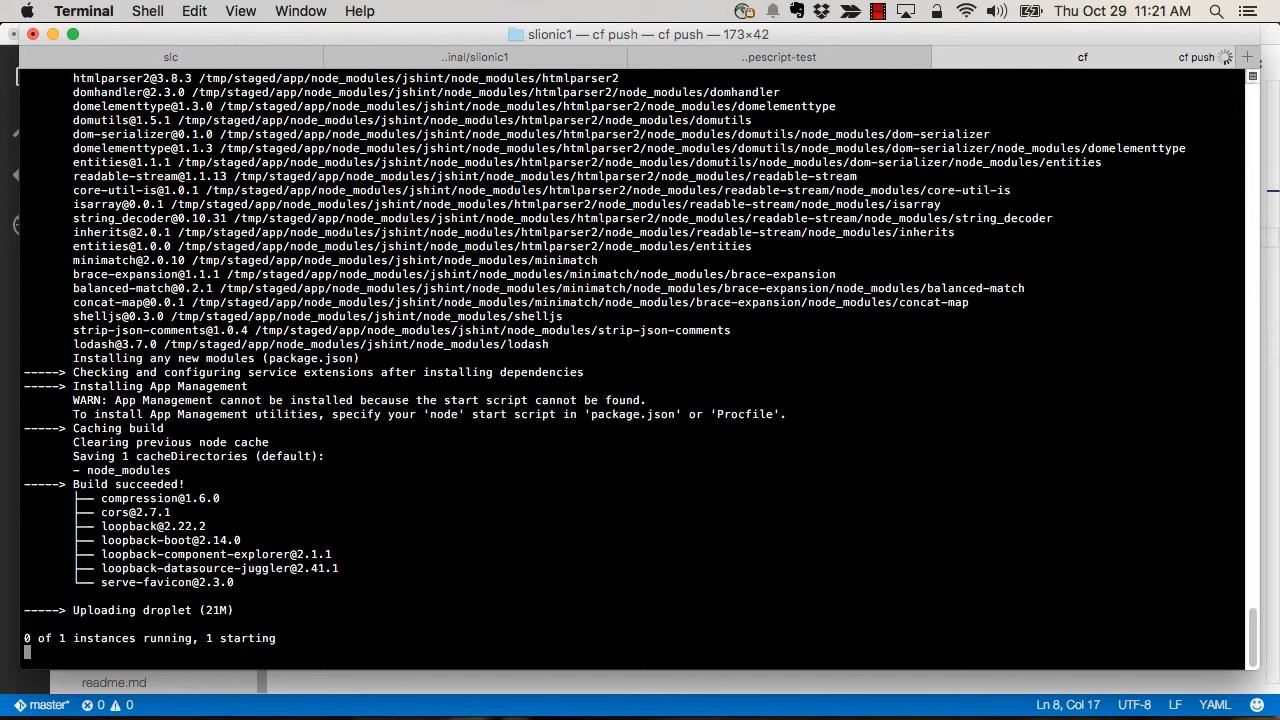 Terminal Shell Edit View Window Help Thu Oct 29 11:21 AM
slionic1 — cf push — cf push — 173×42
slc ..inal/slionic1 ..pescript-test cf cf push
htmlparser2@3.8.3 /tmp/staged/app/node_modules/jshint/node_modules/htmlparser2
domhandler@2.3.0 /tmp/staged/app/node_modules/jshint/node_modules/htmlparser2/node_modules/domhandler
domelementtype@1.3.0 /tmp/staged/app/node_modules/jshint/node_modules/htmlparser2/node_modules/domelementtype
domutils@1.5.1 /tmp/staged/app/node_modules/jshint/node_modules/htmlparser2/node_modules/domutils
dom-serializer@0.1.0 /tmp/staged/app/node_modules/jshint/node_modules/htmlparser2/node_modules/domutils/node_modules/dom-serializer
domelementtype@1.1.3 /tmp/staged/app/node_modules/jshint/node_modules/htmlparser2/node_modules/domutils/node_modules/dom-serializer/node_modules/domelementtype
entities@1.1.1 /tmp/staged/app/node_modules/jshint/node_modules/htmlparser2/node_modules/domutils/node_modules/dom-serializer/node_modules/entities
readable-stream@1.1.13 /tmp/staged/app/node_modules/jshint/node_modules/htmlparser2/node_modules/readable-stream
core-util-is@1.0.1 /tmp/staged/app/node_modules/jshint/node_modules/htmlparser2/node_modules/readable-stream/node_modules/core-util-is
isarray@0.0.1 /tmp/staged/app/node_modules/jshint/node_modules/htmlparser2/node_modules/readable-stream/node_modules/isarray
string_decoder@0.10.31 /tmp/staged/app/node_modules/jshint/node_modules/htmlparser2/node_modules/readable-stream/node_modules/string_decoder
inherits@2.0.1 /tmp/staged/app/node_modules/jshint/node_modules/htmlparser2/node_modules/readable-stream/node_modules/inherits
entities@1.0.0 /tmp/staged/app/node_modules/jshint/node_modules/htmlparser2/node_modules/entities
minimatch@2.0.10 /tmp/staged/app/node_modules/jshint/node_modules/minimatch
brace-expansion@1.1.1 /tmp/staged/app/node_modules/jshint/node_modules/minimatch/node_modules/brace-expansion
balanced-match@0.2.1 /tmp/staged/app/node_modules/jshint/node_modules/minimatch/node_modules/brace-expansion/node_modules/balanced-match
concat-map@0.0.1 /tmp/staged/app/node_modules/jshint/node_modules/minimatch/node_modules/brace-expansion/node_modules/concat-map
shelljs@0.3.0 /tmp/staged/app/node_modules/jshint/node_modules/shelljs
strip-json-comments@1.0.4 /tmp/staged/app/node_modules/jshint/node_modules/strip-json-comments
lodash@3.7.0 /tmp/staged/app/node_modules/jshint/node_modules/lodash
Installing any new modules (package.json)
-----> Checking and configuring service extensions after installing dependencies
-----> Installing App Management
WARN: App Management cannot be installed because the start script cannot be found.
To install App Management utilities, specify your 'node' start script in 'package.json' or 'Procfile'.
-----> Caching build
Clearing previous node cache
Saving 1 cacheDirectories (default):
- node_modules
-----> Build succeeded!
├── compression@1.6.0
├── cors@2.7.1
├── loopback@2.22.2
├── loopback-boot@2.14.0
├── loopback-component-explorer@2.1.1
├── loopback-datasource-juggler@2.41.1
└── serve-favicon@2.3.0
-----> Uploading droplet (21M)
0 of 1 instances running, 1 starting
readme.md
master* 0 0 Ln 8, Col 17 UTF-8 LF YAML